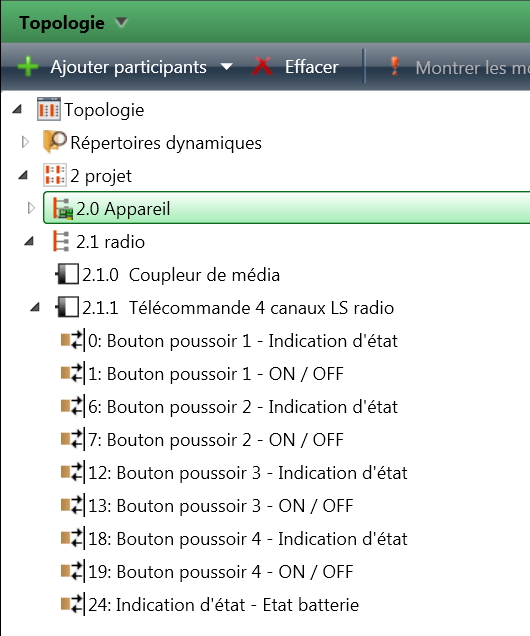 Topologie
Ajouter participants Effacer Montrer les
Topologie
Répertoires dynamiques
2 projet
2.0 Appareil
2.1 radio
2.1.0 Coupleur de média
2.1.1 Télécommande 4 canaux LS radio
0: Bouton poussoir 1 - Indication d'état
1: Bouton poussoir 1 - ON / OFF
6: Bouton poussoir 2 - Indication d'état
7: Bouton poussoir 2 - ON / OFF
12: Bouton poussoir 3 - Indication d'état
13: Bouton poussoir 3 - ON / OFF
18: Bouton poussoir 4 - Indication d'état
19: Bouton poussoir 4 - ON / OFF
24: Indication d'état - Etat batterie